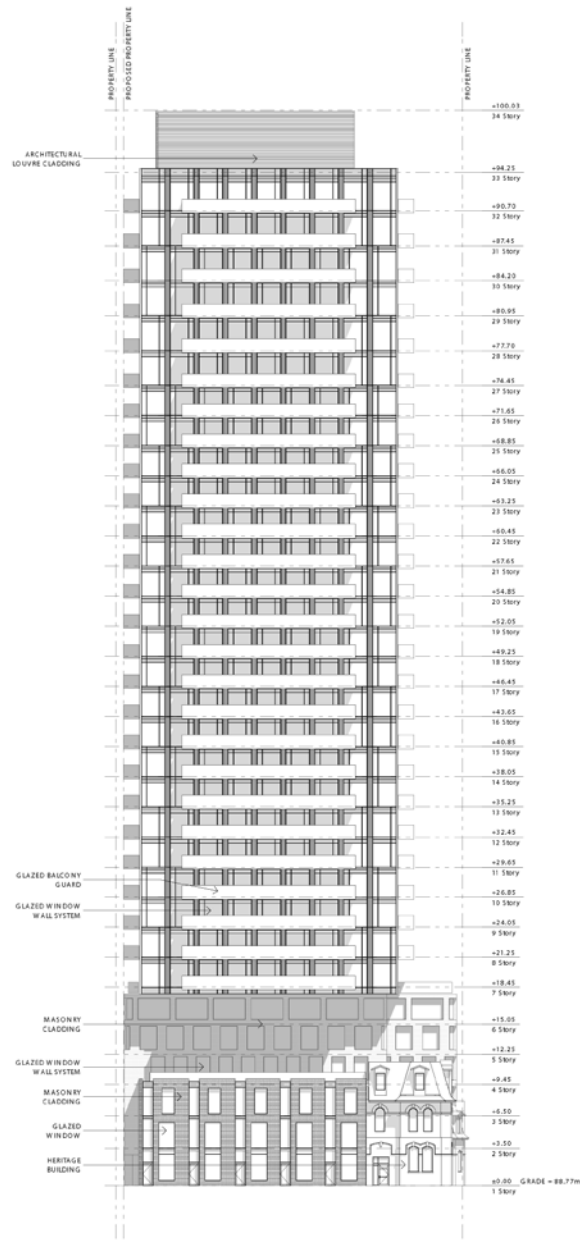 PROPERTY LINE
PROPOSED PROPERTY LINE
PROPERTY LINE
+100.03
34 Story
ARCHITECTURAL
LOUVRE CLADDING
+94.25
33 Story
+90.70
32 Story
+87.45
31 Story
+84.20
30 Story
+80.95
29 Story
+77.70
28 Story
+74.45
27 Story
+71.65
26 Story
+68.85
25 Story
+66.05
24 Story
+63.25
23 Story
+60.45
22 Story
+57.65
21 Story
+54.85
20 Story
+52.05
19 Story
+49.25
18 Story
+46.45
17 Story
+43.65
16 Story
+40.85
15 Story
+38.05
14 Story
+35.25
13 Story
+32.45
12 Story
+29.65
11 Story
GLAZED BALCONY
GUARD
+26.85
10 Story
GLAZED WINDOW
WALL SYSTEM
+24.05
9 Story
+21.25
8 Story
+18.45
7 Story
MASONRY
CLADDING
+15.05
6 Story
+12.25
5 Story
GLAZED WINDOW
WALL SYSTEM
+9.45
4 Story
MASONRY
CLADDING
+6.50
3 Story
GLAZED
WINDOW
+3.50
2 Story
HERITAGE
BUILDING
±0.00 GRADE = 88.77m
1 Story